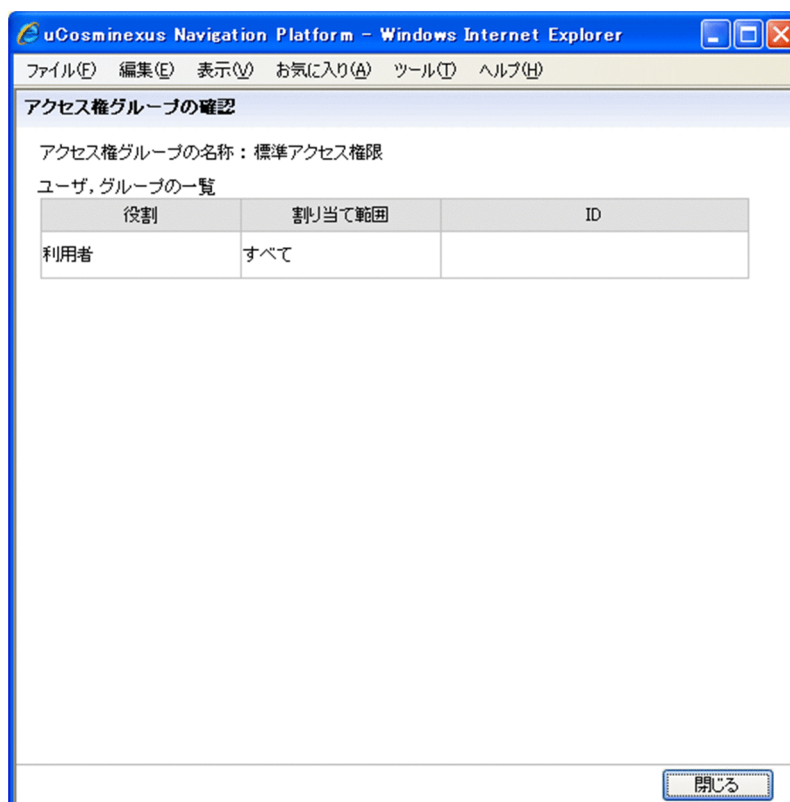 uCosminexus Navigation Platform - Windows Internet Explorer
ファイル(F) 編集(E) 表示(V) お気に入り(A) ツール(T) ヘルプ(H)
アクセス権グループの確認
アクセス権グループの名称：標準アクセス権限
ユーザ,グループの一覧
役割 割り当て範囲 ID
利用者 すべて
閉じる